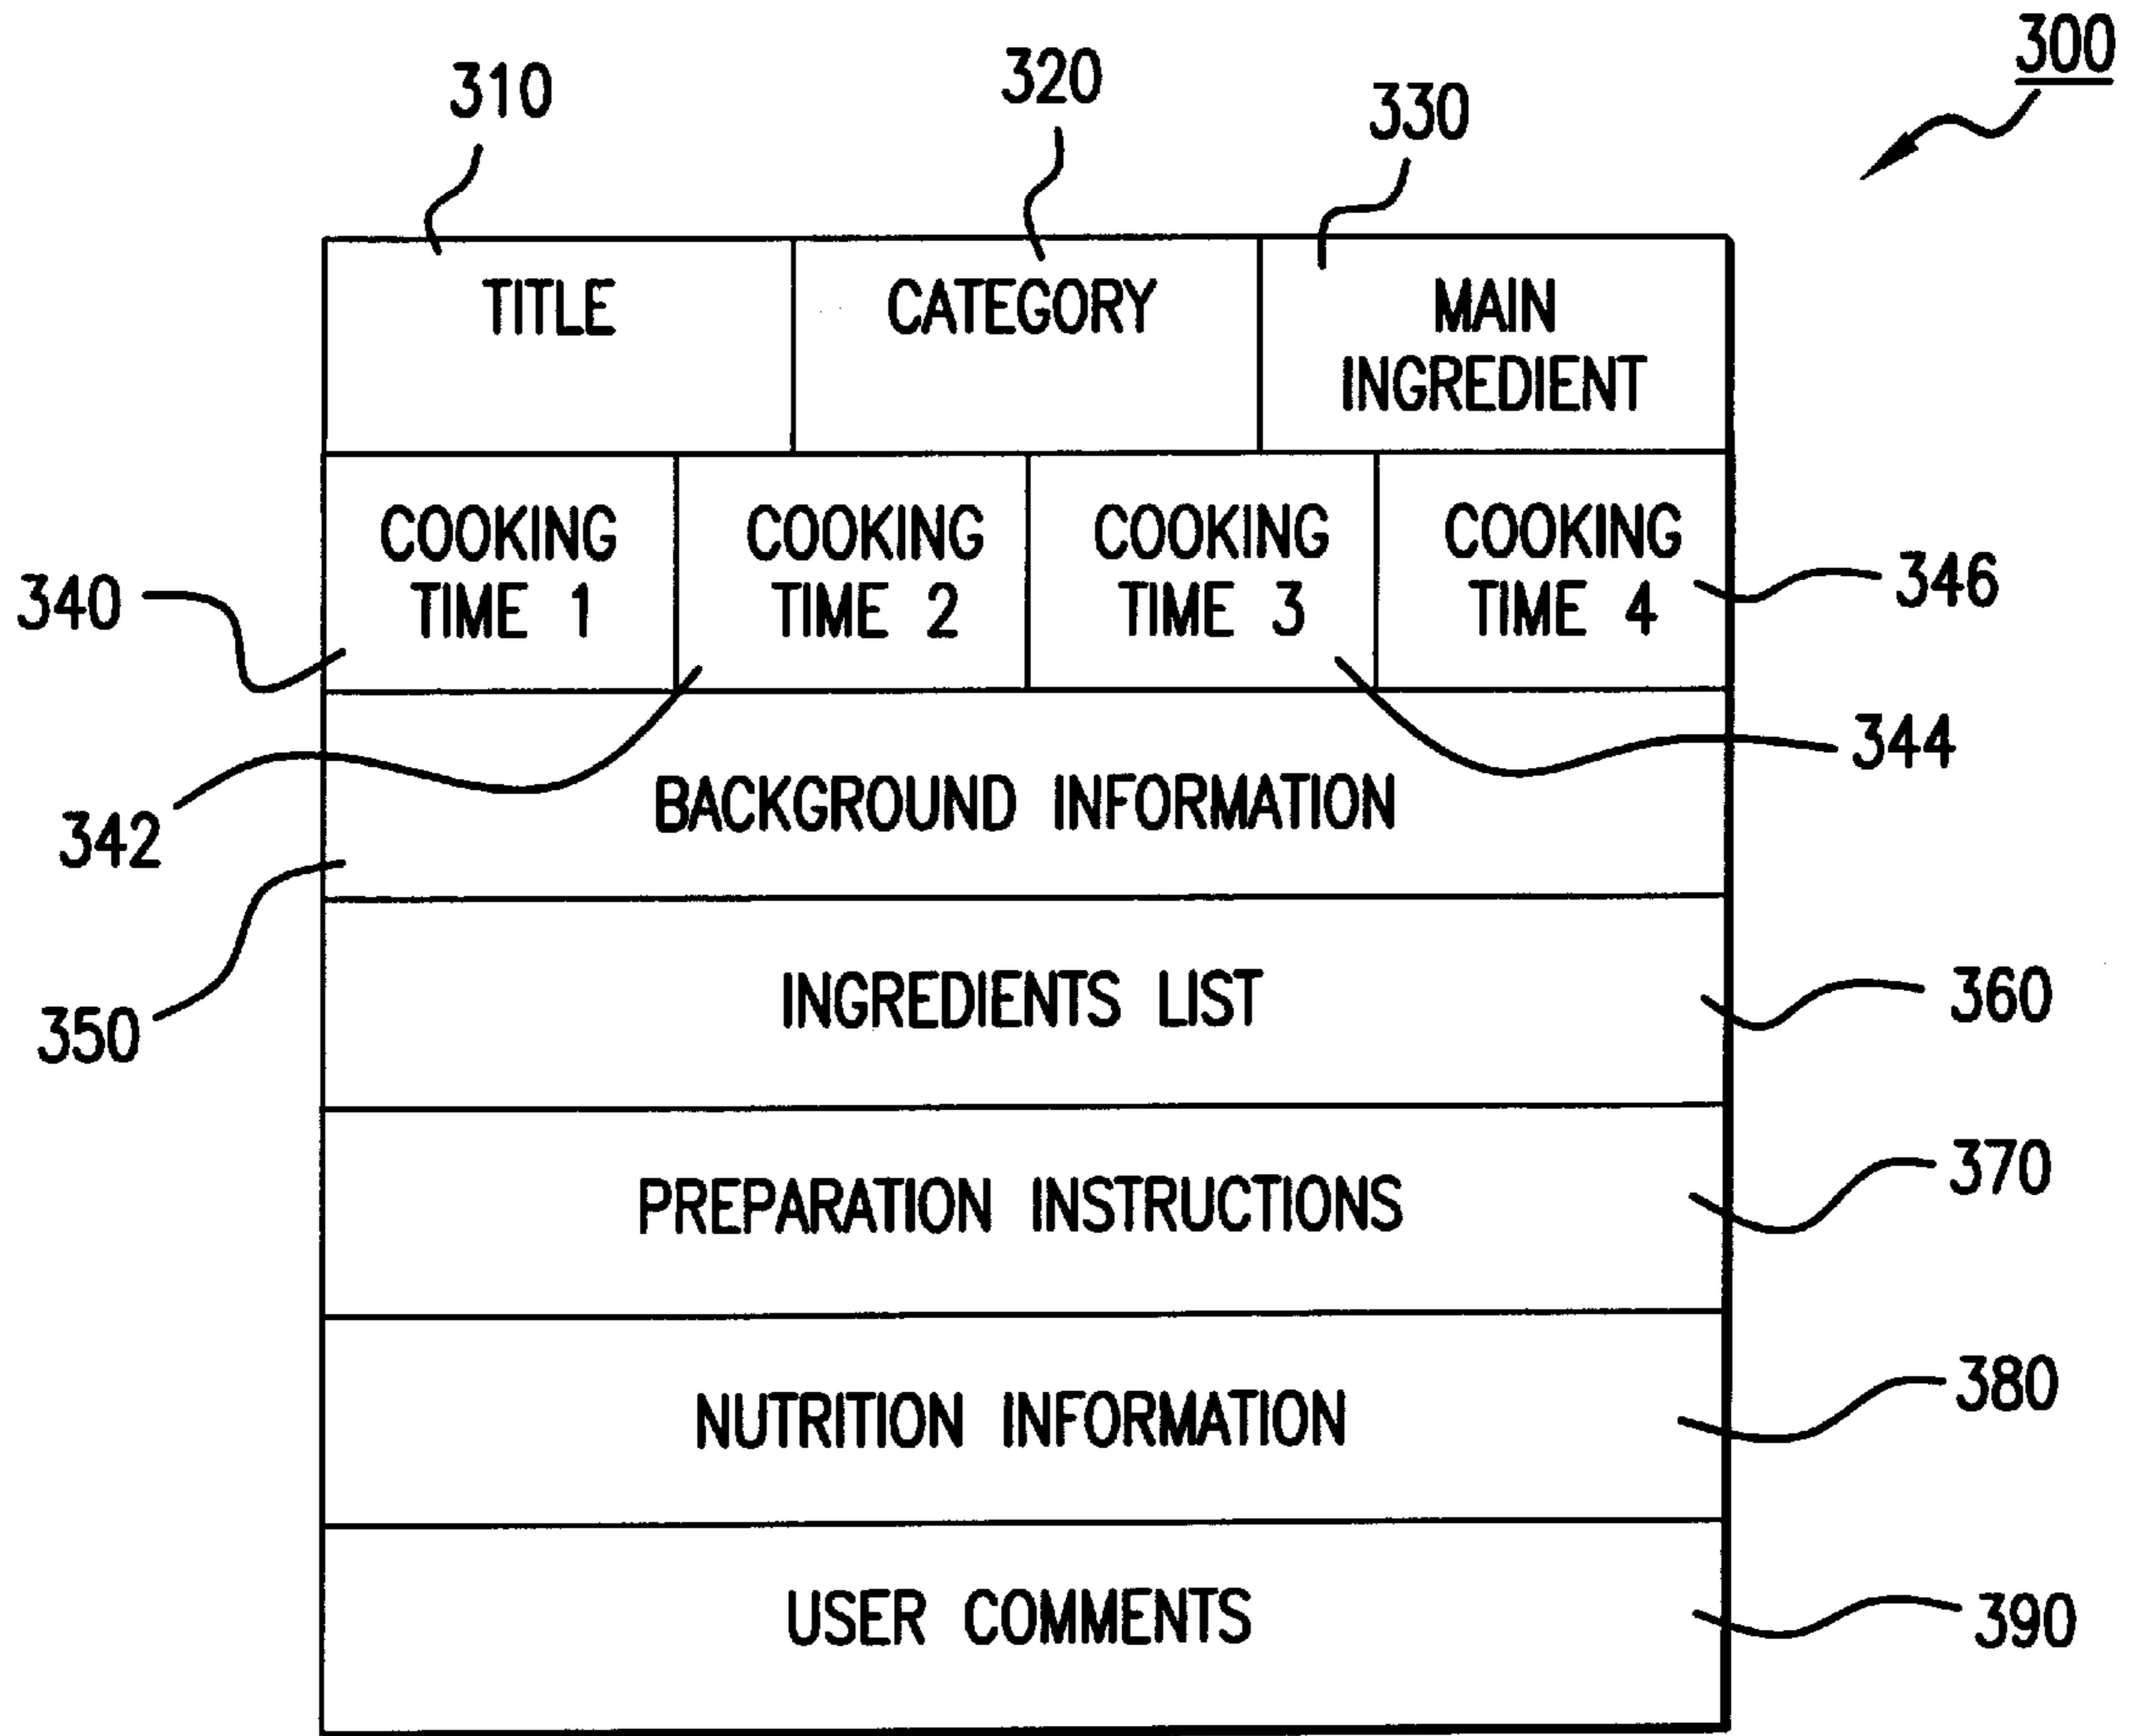 300
310
320
330
TITLE
CATEGORY
MAIN
INGREDIENT
COOKING
TIME 1
COOKING
TIME 2
COOKING
TIME 3
COOKING
TIME 4
340
346
342
344
BACKGROUND INFORMATION
350
INGREDIENTS LIST
360
PREPARATION INSTRUCTIONS
370
NUTRITION INFORMATION
380
USER COMMENTS
390